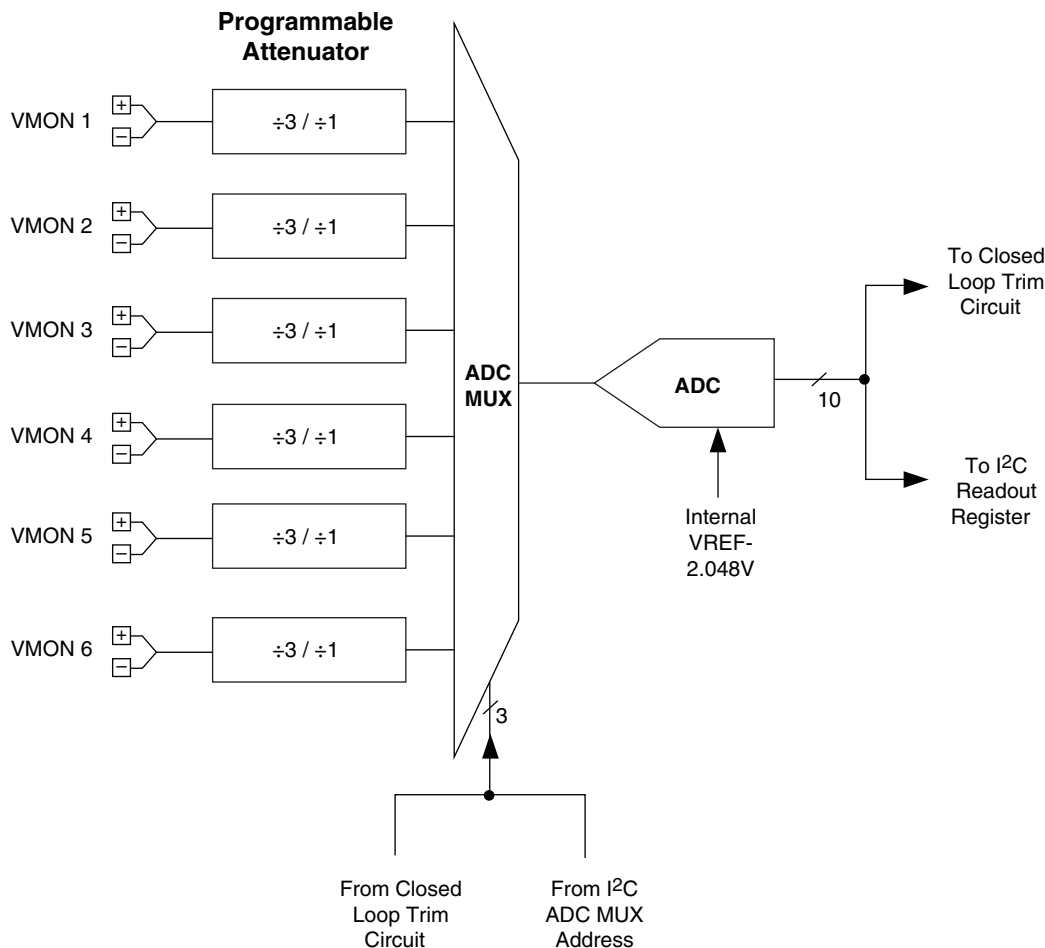 Programmable
Attenuator
VMON 1
+
−
÷3 / ÷1
VMON 2
+
−
÷3 / ÷1
VMON 3
+
−
÷3 / ÷1
VMON 4
+
−
÷3 / ÷1
VMON 5
+
−
÷3 / ÷1
VMON 6
+
−
÷3 / ÷1
ADC
MUX
ADC
10
To Closed
Loop Trim
Circuit
To I²C
Readout
Register
Internal
VREF-
2.048V
3
From Closed
Loop Trim
Circuit
From I²C
ADC MUX
Address